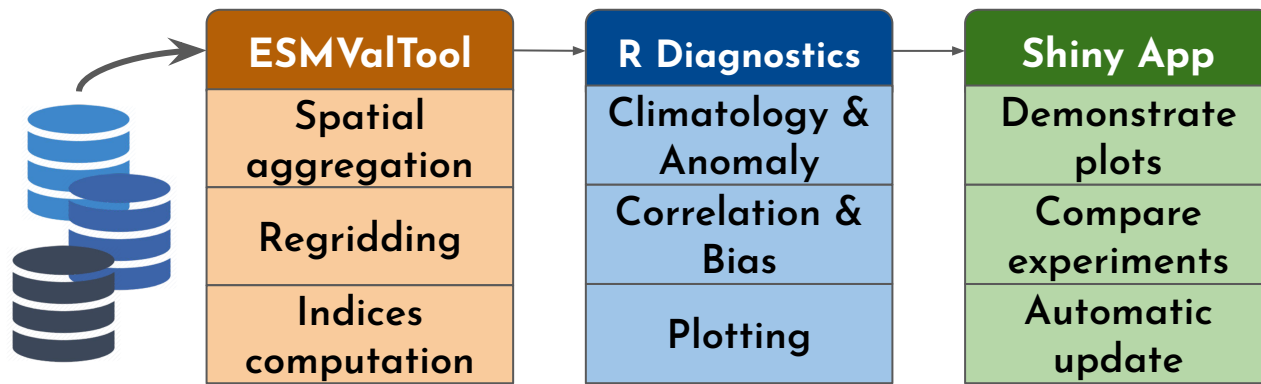 ESMValTool
Spatial
aggregation
Regridding
Indices
computation
R Diagnostics
Climatology &
Anomaly
Correlation &
Bias
Plotting
Shiny App
Demonstrate
plots
Compare
experiments
Automatic
update